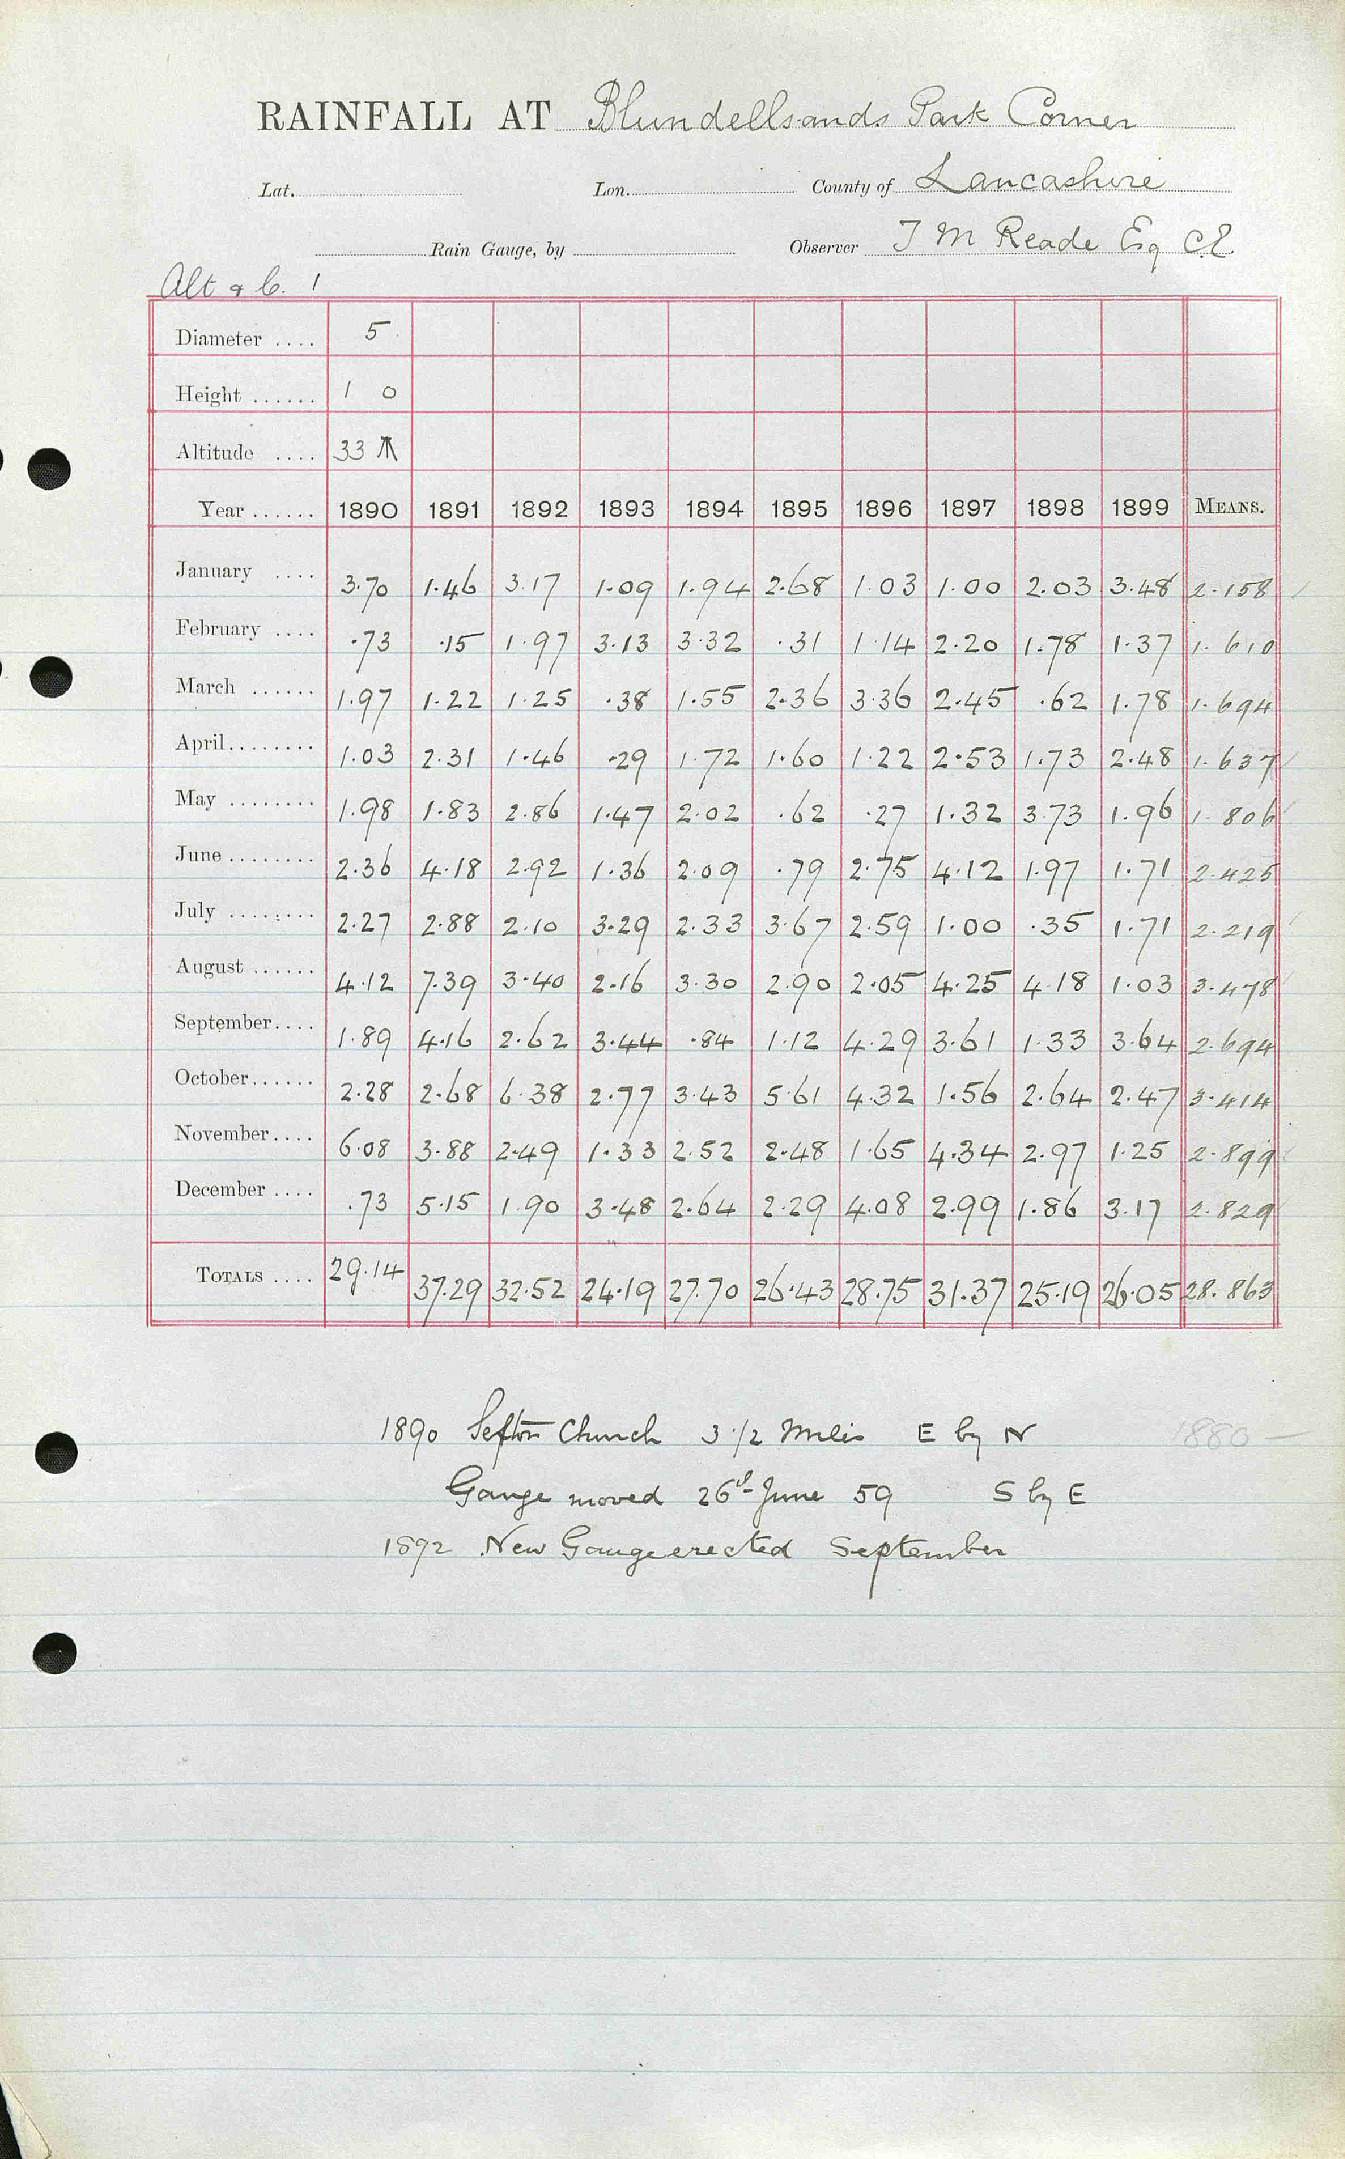 RAINFALL AT Blundellsands Park Corner
Lat. Lon. County of Lancashire
Rain Gauge, by Observer T M Reade Esq C.E.
Diameter .... 5
Height ...... 1 0
Altitude .... 33
Year ...... 1890 1891 1892 1893 1894 1895 1896 1897 1898 1899 MEANS.
January .... 3.70 1.46 3.17 1.09 1.94 2.68 1.03 1.00 2.03 3.48 2.158
February .... .73 .15 1.97 3.13 3.32 .31 1.14 2.20 1.78 1.37 1.610
March ...... 1.97 1.22 1.25 .38 1.55 2.36 3.36 2.45 .62 1.78 1.694
April........ 1.03 2.31 1.46 .29 1.72 1.60 1.22 2.53 1.73 2.48 1.637
May ........ 1.98 1.83 2.86 1.47 2.02 .62 .27 1.32 3.73 1.96 1.806
June ........ 2.36 4.18 2.92 1.36 2.09 .79 2.75 4.12 1.97 1.71 2.425
July ........ 2.27 2.88 2.10 3.29 2.33 3.67 2.59 1.00 .35 1.71 2.219
August ...... 4.12 7.39 3.40 2.16 3.30 2.90 2.05 4.25 4.18 1.03 3.478
September.... 1.89 4.16 2.62 3.44 .84 1.12 4.29 3.61 1.33 3.64 2.694
October...... 2.28 2.68 6.38 2.77 3.43 5.61 4.32 1.56 2.64 2.47 3.414
November.... 6.08 3.88 2.49 1.33 2.52 2.48 1.65 4.34 2.97 1.25 2.899
December .... .73 5.15 1.90 3.48 2.64 2.29 4.08 2.99 1.86 3.17 2.829
TOTALS .... 29.14 37.29 32.52 24.19 27.70 26.43 28.75 31.37 25.19 26.05 28.863
1890 Sefton Church 3 1/2 Miles E by N 1880 —
Gauge moved 26th June 59 S by E
1892 New Gauge erected September